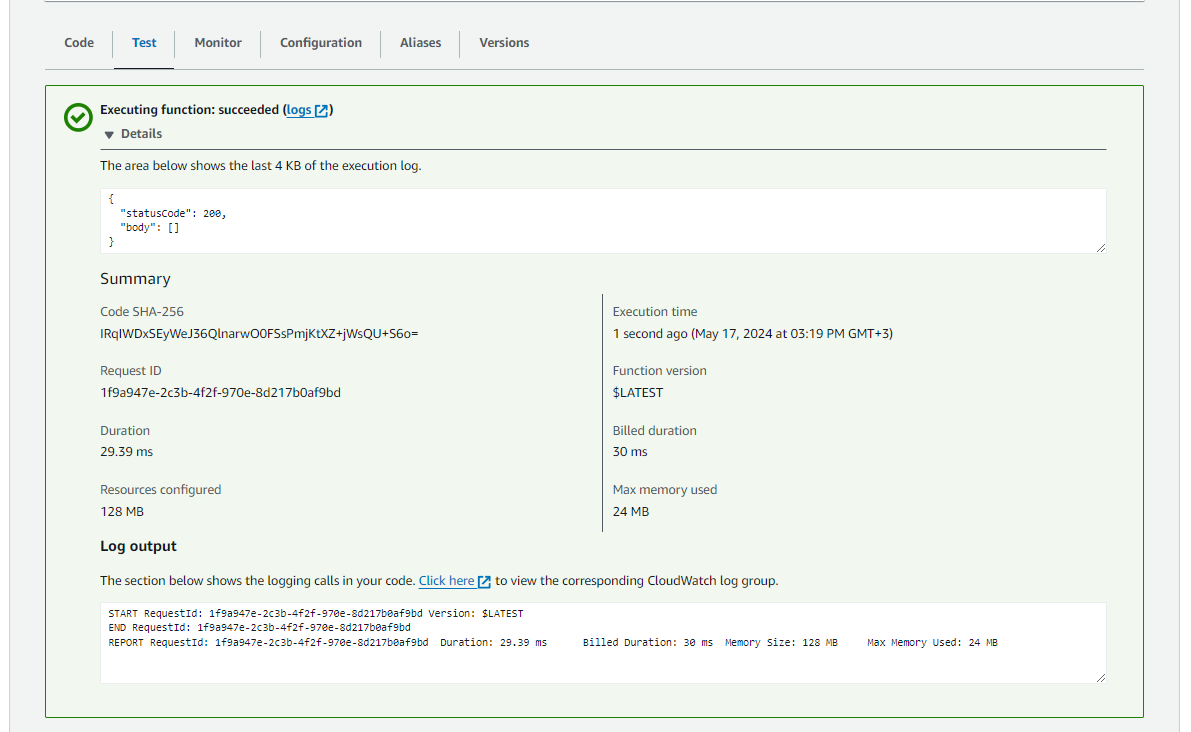 Code Test Monitor Configuration Aliases Versions
Executing function: succeeded (logs)
Details
The area below shows the last 4 KB of the execution log.
{
"statusCode": 200,
"body": []
}
Summary
Code SHA-256
IRqIWDxSEyWeJ36QlnarwO0FSsPmjKtXZ+jWsQU+S6o=
Execution time
1 second ago (May 17, 2024 at 03:19 PM GMT+3)
Request ID
1f9a947e-2c3b-4f2f-970e-8d217b0af9bd
Function version
$LATEST
Duration
29.39 ms
Billed duration
30 ms
Resources configured
128 MB
Max memory used
24 MB
Log output
The section below shows the logging calls in your code. Click here to view the corresponding CloudWatch log group.
START RequestId: 1f9a947e-2c3b-4f2f-970e-8d217b0af9bd Version: $LATEST
END RequestId: 1f9a947e-2c3b-4f2f-970e-8d217b0af9bd
REPORT RequestId: 1f9a947e-2c3b-4f2f-970e-8d217b0af9bd Duration: 29.39 ms Billed Duration: 30 ms Memory Size: 128 MB Max Memory Used: 24 MB